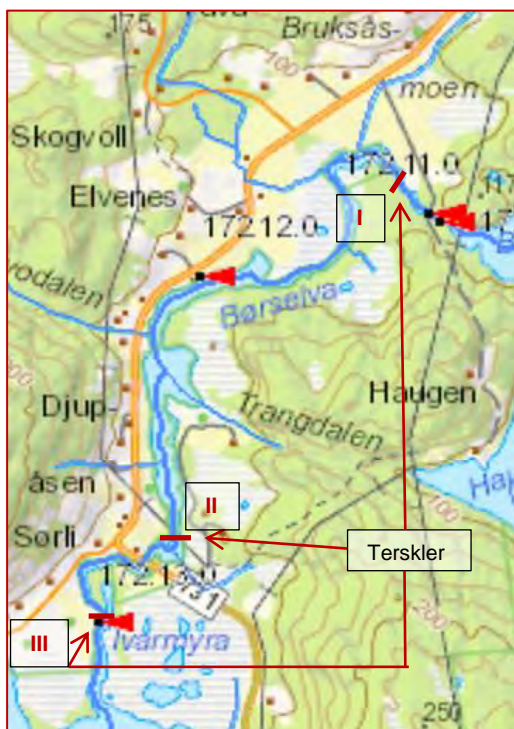 175
Bruksås-
100
moen
Skogvoll
172.11.0
Elvenes
I
172.12.0
Børselva
Haugen
Trangdalen
Djup-
åsen
II
100
Sørli
Terskler
172.13.0
200
III
Ivarmyra
250